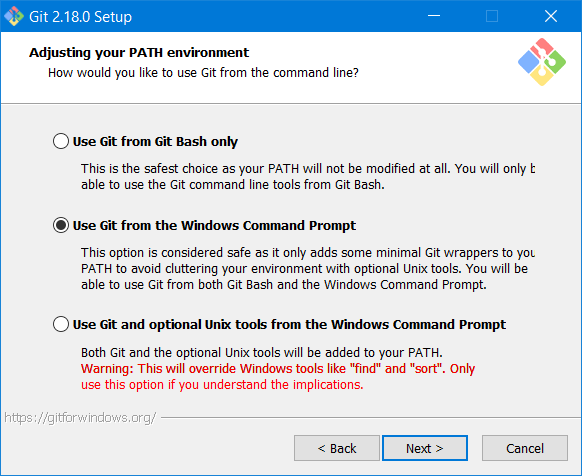 Git 2.18.0 Setup
Adjusting your PATH environment
How would you like to use Git from the command line?
Use Git from Git Bash only
This is the safest choice as your PATH will not be modified at all. You will only
able to use the Git command line tools from Git Bash.
Use Git from the Windows Command Prompt
This option is considered safe as it only adds some minimal Git wrappers to you
PATH to avoid cluttering your environment with optional Unix tools. You will be
able to use Git from both Git Bash and the Windows Command Prompt.
Use Git and optional Unix tools from the Windows Command Prompt
Both Git and the optional Unix tools will be added to your PATH.
Warning: This will override Windows tools like "find" and "sort". Only
use this option if you understand the implications.
https://gitforwindows.org/
< Back
Next >
Cancel